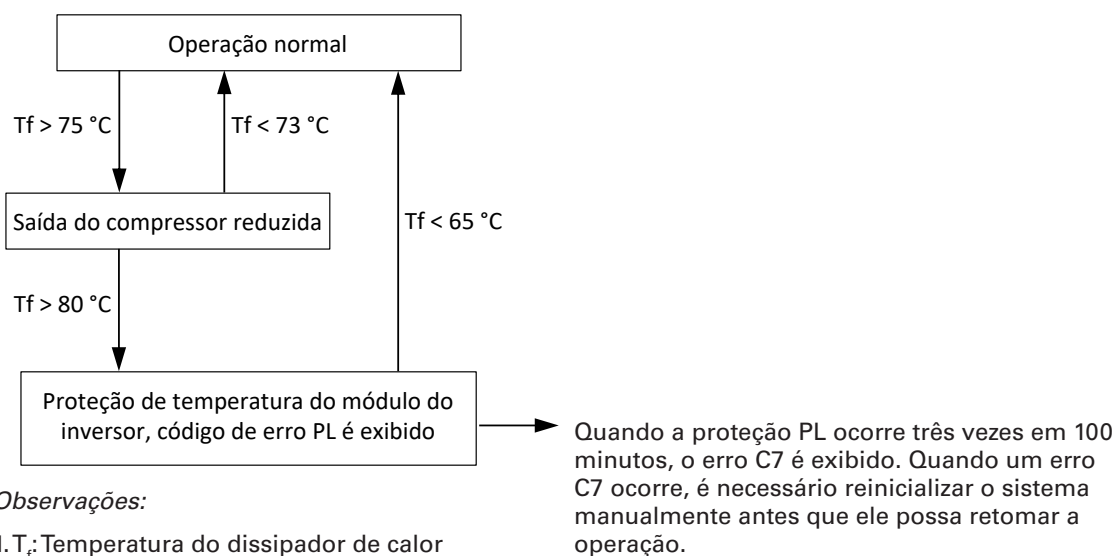 Operação normal
Tf > 75 °C
Tf < 73 °C
Saída do compressor reduzida
Tf < 65 °C
Tf > 80 °C
Proteção de temperatura do módulo do
inversor, código de erro PL é exibido
Quando a proteção PL ocorre três vezes em 100
minutos, o erro C7 é exibido. Quando um erro
C7 ocorre, é necessário reinicializar o sistema
manualmente antes que ele possa retomar a
operação.
Observações:
1. Tf: Temperatura do dissipador de calor